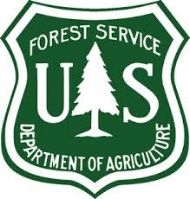 FOREST SERVICE
U S
DEPARTMENT OF AGRICULTURE